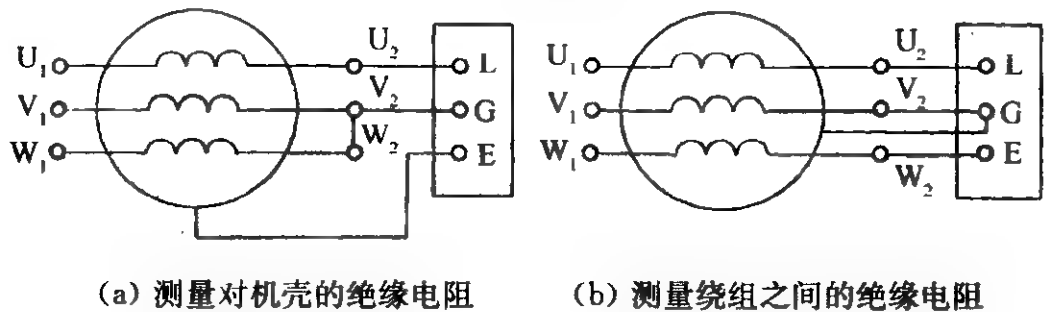 U₁ U₂ L
V₁ V₂ G
W₁ W₂ E
U₁ U₂ L
V₁ V₂ G
W₁ W₂ E
(a) 测量对机壳的绝缘电阻
(b) 测量绕组之间的绝缘电阻